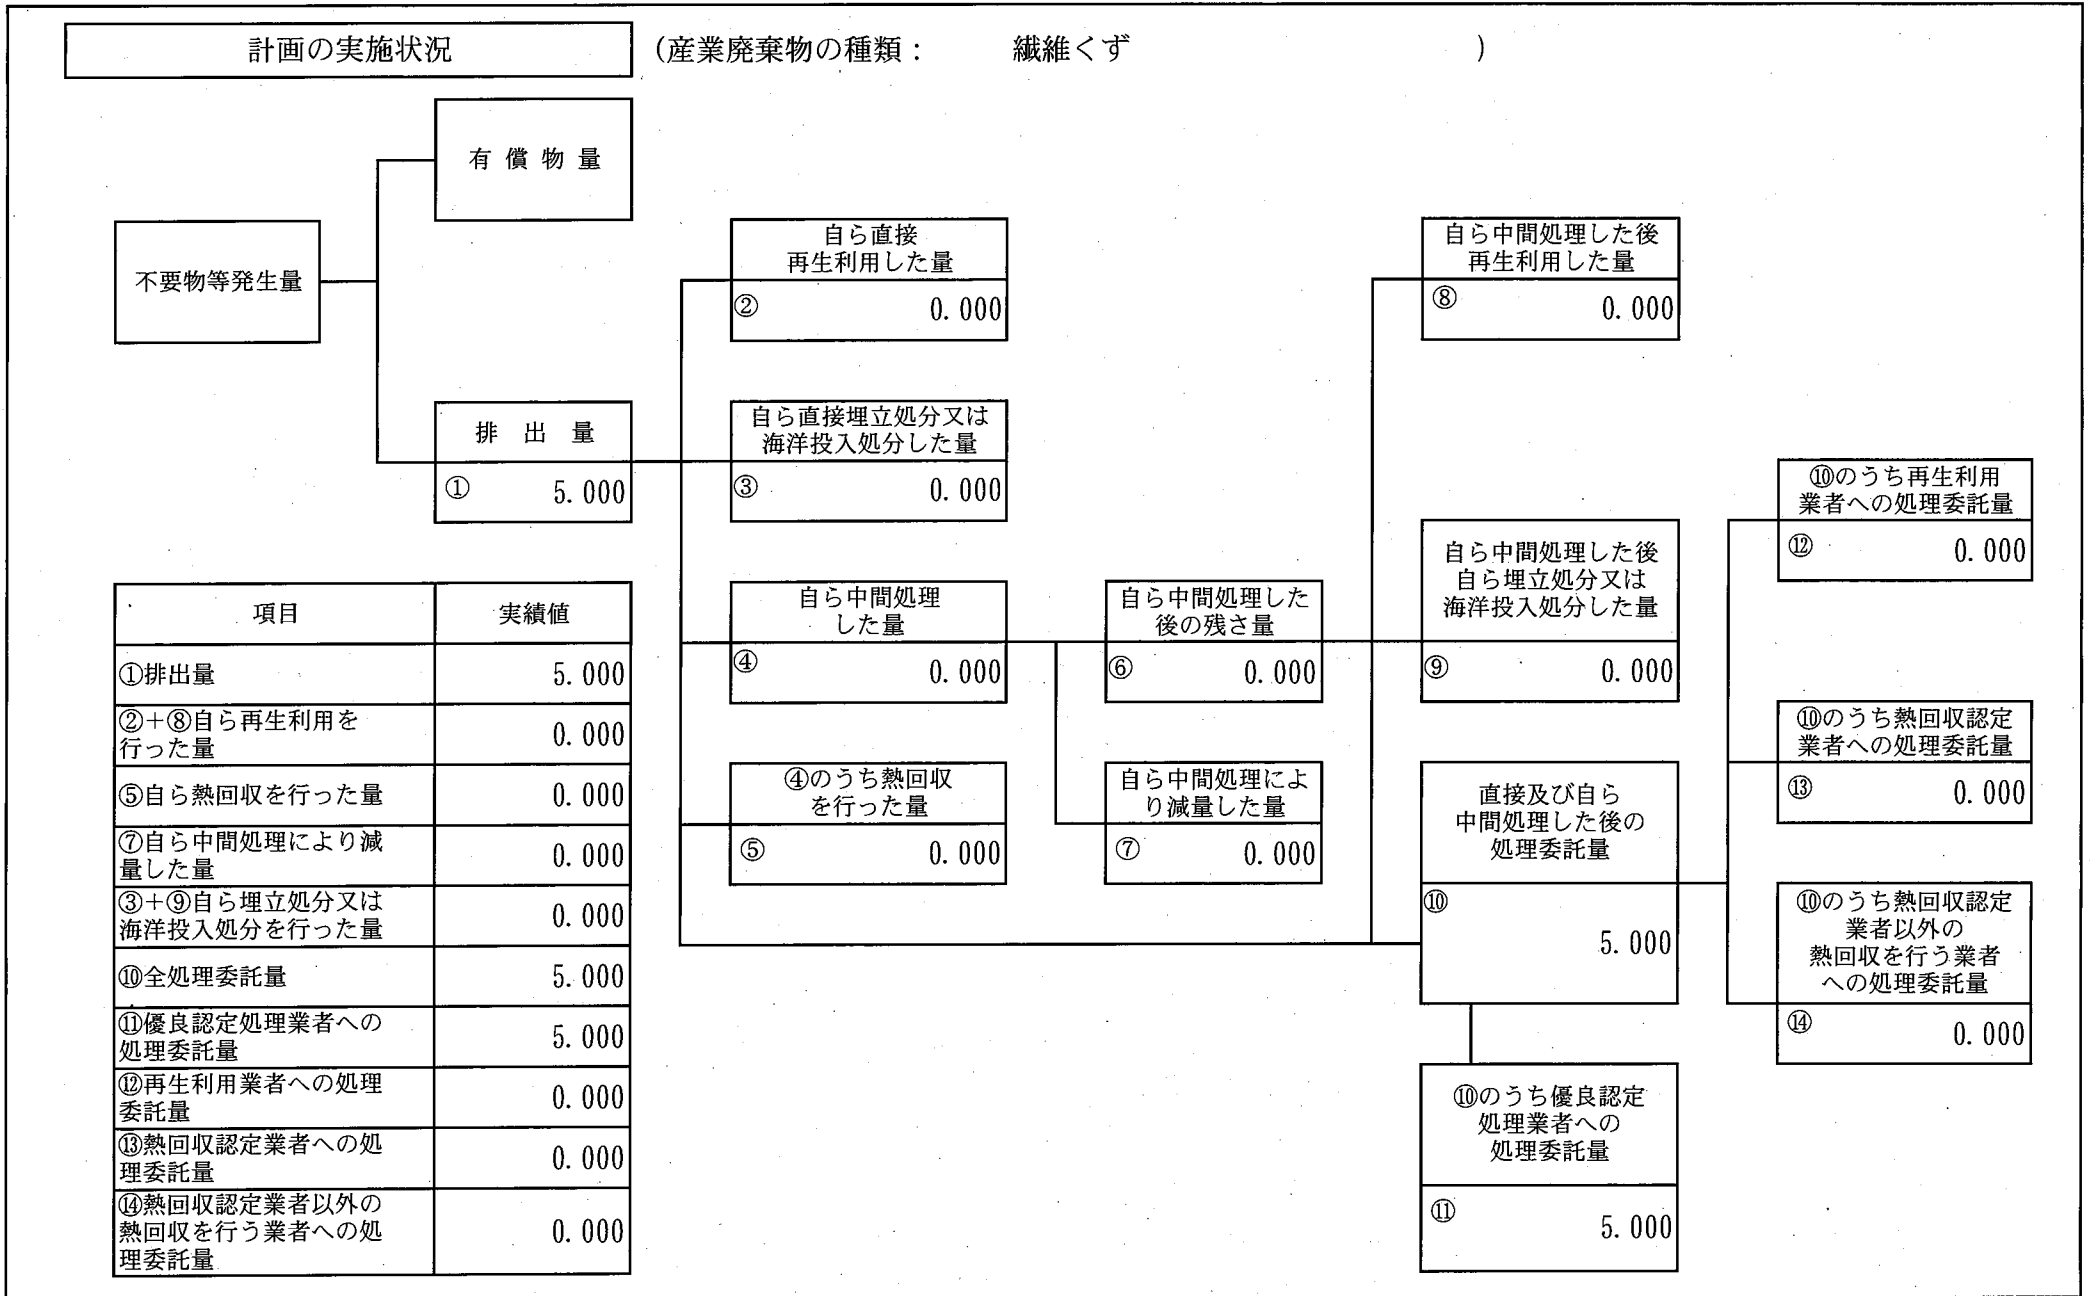 計画の実施状況 (産業廃棄物の種類： 繊維くず )
有償物量
不要物等発生量
排出量
① 5.000
自ら直接
再生利用した量
② 0.000
自ら直接埋立処分又は
海洋投入処分した量
③ 0.000
自ら中間処理
した量
④ 0.000
④のうち熱回収
を行った量
⑤ 0.000
自ら中間処理した
後の残さ量
⑥ 0.000
自ら中間処理によ
り減量した量
⑦ 0.000
自ら中間処理した後
再生利用した量
⑧ 0.000
自ら中間処理した後
自ら埋立処分又は
海洋投入処分した量
⑨ 0.000
直接及び自ら
中間処理した後の
処理委託量
⑩
5.000
⑩のうち優良認定
処理業者への
処理委託量
⑪ 5.000
⑩のうち再生利用
業者への処理委託量
⑫ 0.000
⑩のうち熱回収認定
業者への処理委託量
⑬ 0.000
⑩のうち熱回収認定
業者以外の
熱回収を行う業者
への処理委託量
⑭ 0.000
項目 実績値
①排出量 5.000
②＋⑧自ら再生利用を
行った量 0.000
⑤自ら熱回収を行った量 0.000
⑦自ら中間処理により減
量した量 0.000
③＋⑨自ら埋立処分又は
海洋投入処分を行った量 0.000
⑩全処理委託量 5.000
⑪優良認定処理業者への
処理委託量 5.000
⑫再生利用業者への処理
委託量 0.000
⑬熱回収認定業者への処
理委託量 0.000
⑭熱回収認定業者以外の
熱回収を行う業者への処
理委託量 0.000